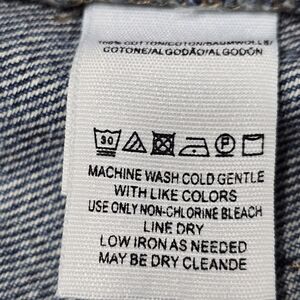 100% COTTON/COTON/BAUMWOLLE/
COTONE/ALGODÃO/ALGODÓN
30 A P
MACHINE WASH COLD GENTLE
WITH LIKE COLORS
USE ONLY NON-CHLORINE BLEACH
LINE DRY
LOW IRON AS NEEDED
MAY BE DRY CLEANDE